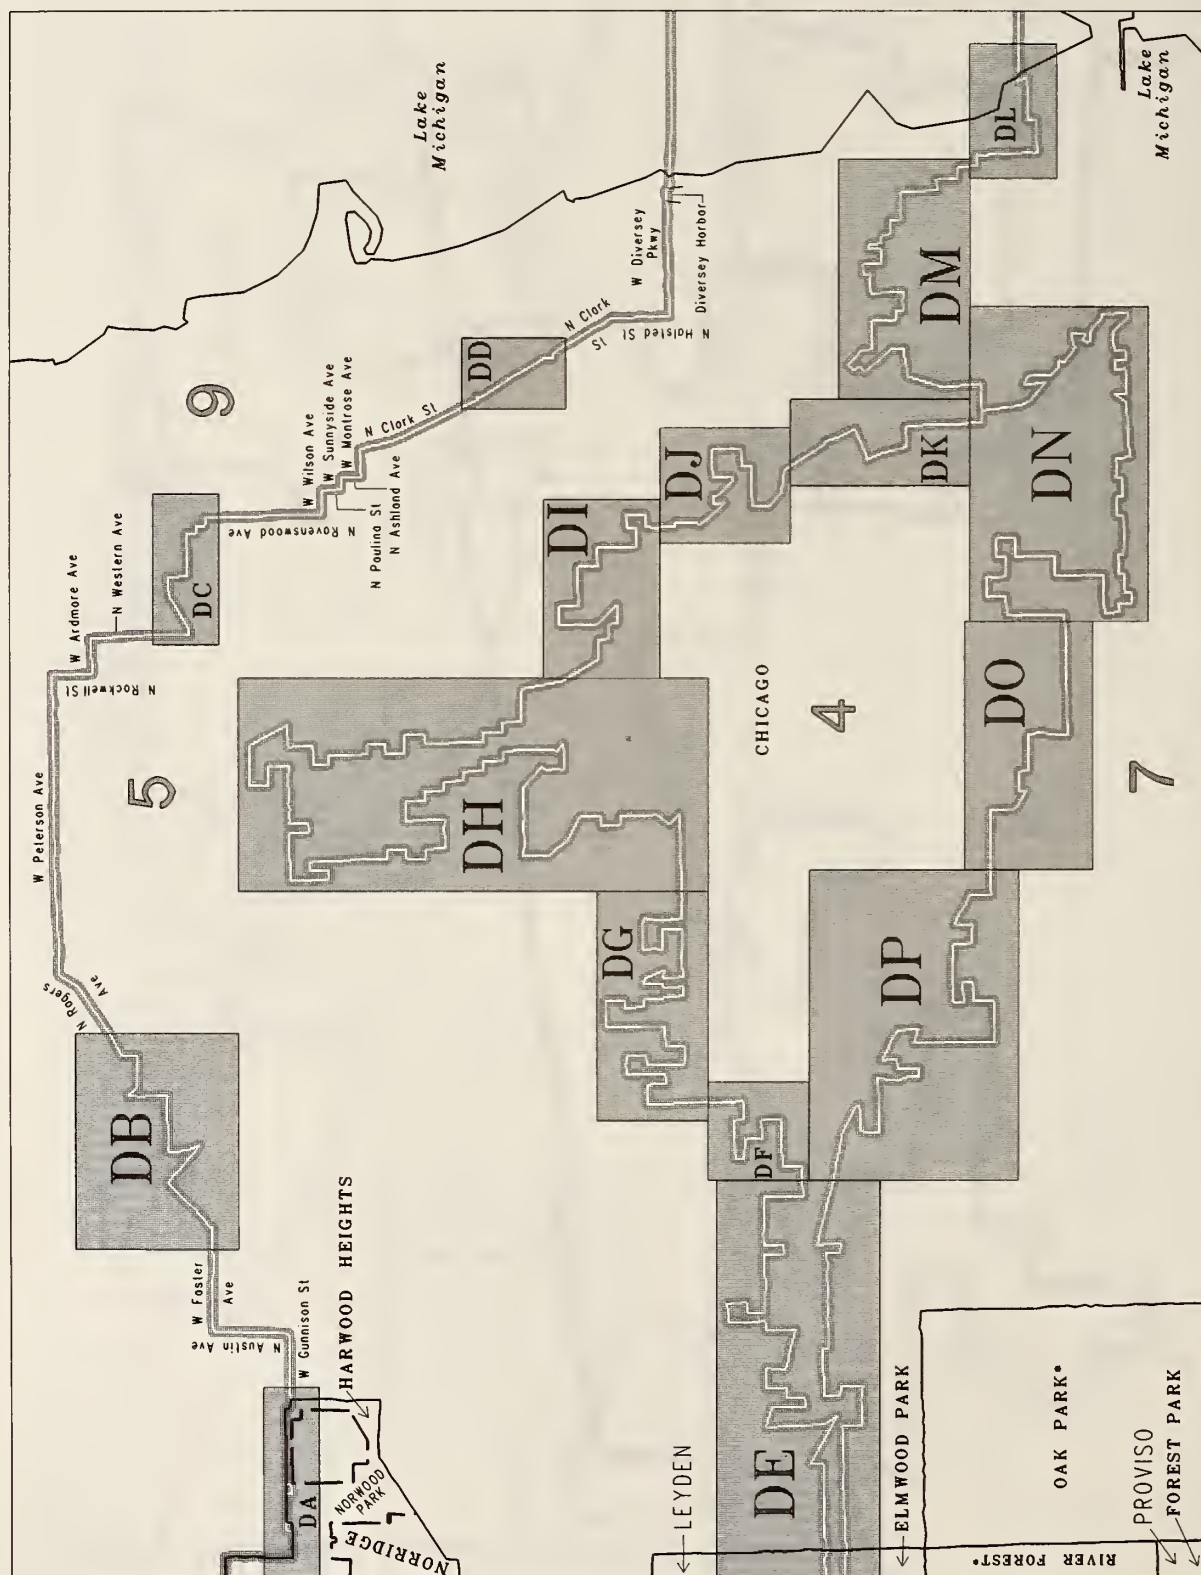 Lake
Michigan
Lake
Michigan
DL
W Diversey
Pkwy
Diversey Harbor
N Halsted St
N Clark
St
DD
DM
9
W Wilson Ave
W Sunnyside Ave
W Montrose Ave
N Clark St
N Ravenswood Ave
N Paulina St
N Ashland Ave
DK
DJ
DN
DI
W Ardmore Ave
N Western Ave
DC
N Rockwell St
CHICAGO
4
DO
7
5
W Peterson Ave
DH
DG
DP
N Rogers
Ave
DB
DF
W Foster
Ave
N Austin Ave
W Gunnison St
HARWOOD HEIGHTS
DA
NORWOOD
PARK
NORRIDGE
LEYDEN
DE
ELMWOOD PARK
OAK PARK*
RIVER FOREST*
PROVISO
FOREST PARK